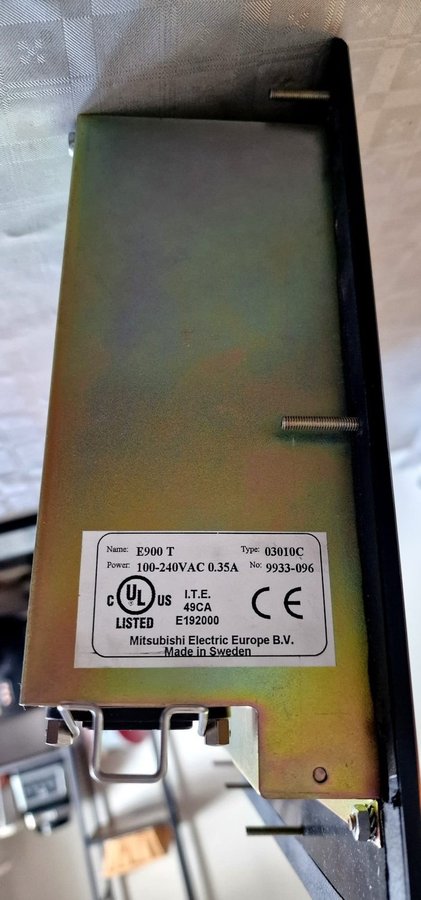 Name: E900 T Type: 03010C
Power: 100-240VAC 0.35A No: 9933-096
C UL US
LISTED
I.T.E.
49CA
E192000
CE
Mitsubishi Electric Europe B.V.
Made in Sweden